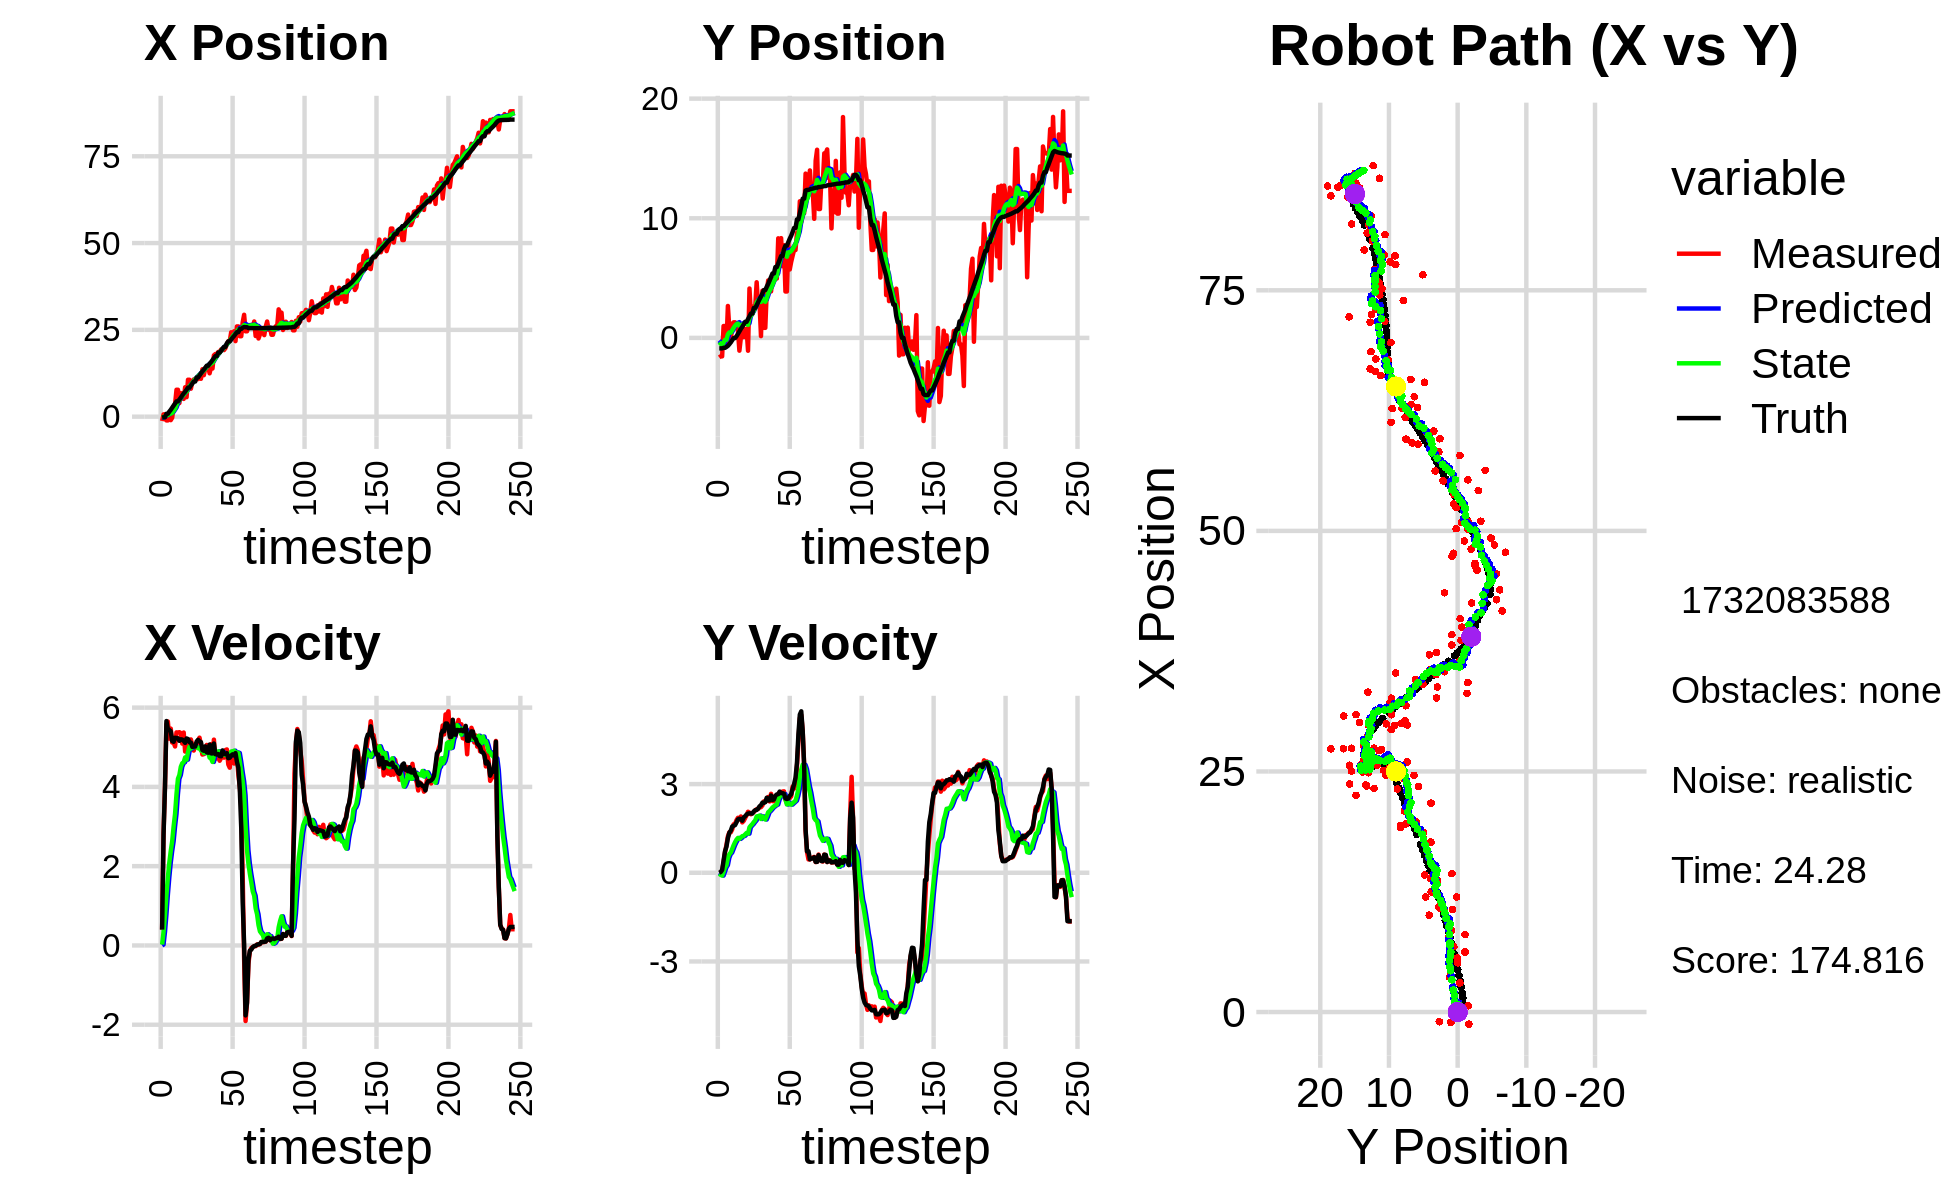 X Position
75
50
25
0
0
50
100
150
200
250
timestep
Y Position
20
10
0
0
50
100
150
200
250
timestep
X Velocity
6
4
2
0
-2
0
50
100
150
200
250
timestep
Y Velocity
3
0
-3
0
50
100
150
200
250
timestep
Robot Path (X vs Y)
X Position
75
50
25
0
20 10 0 -10 -20
Y Position
variable
Measured
Predicted
State
Truth
1732083588
Obstacles: none
Noise: realistic
Time: 24.28
Score: 174.816